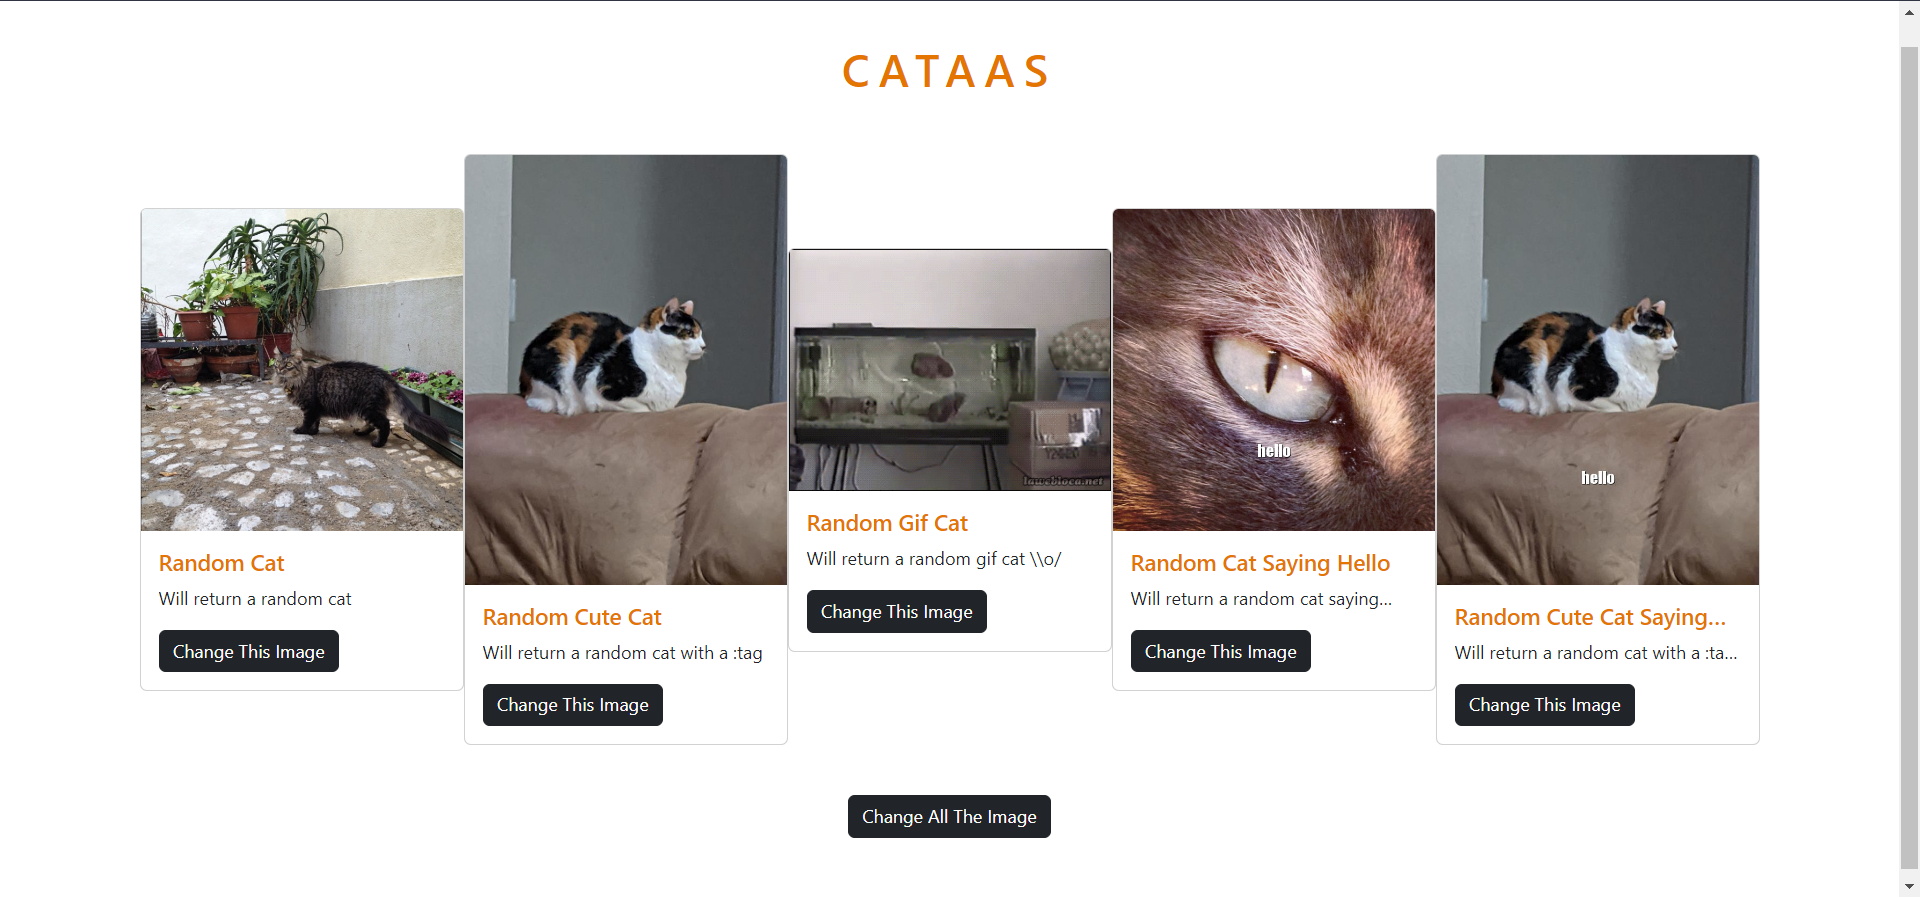 CATAAS
Random Cat
Will return a random cat
Change This Image
Random Cute Cat
Will return a random cat with a :tag
Change This Image
lawebloca.net
Random Gif Cat
Will return a random gif cat \\o/
Change This Image
hello
Random Cat Saying Hello
Will return a random cat saying...
Change This Image
hello
Random Cute Cat Saying...
Will return a random cat with a :ta...
Change This Image
Change All The Image